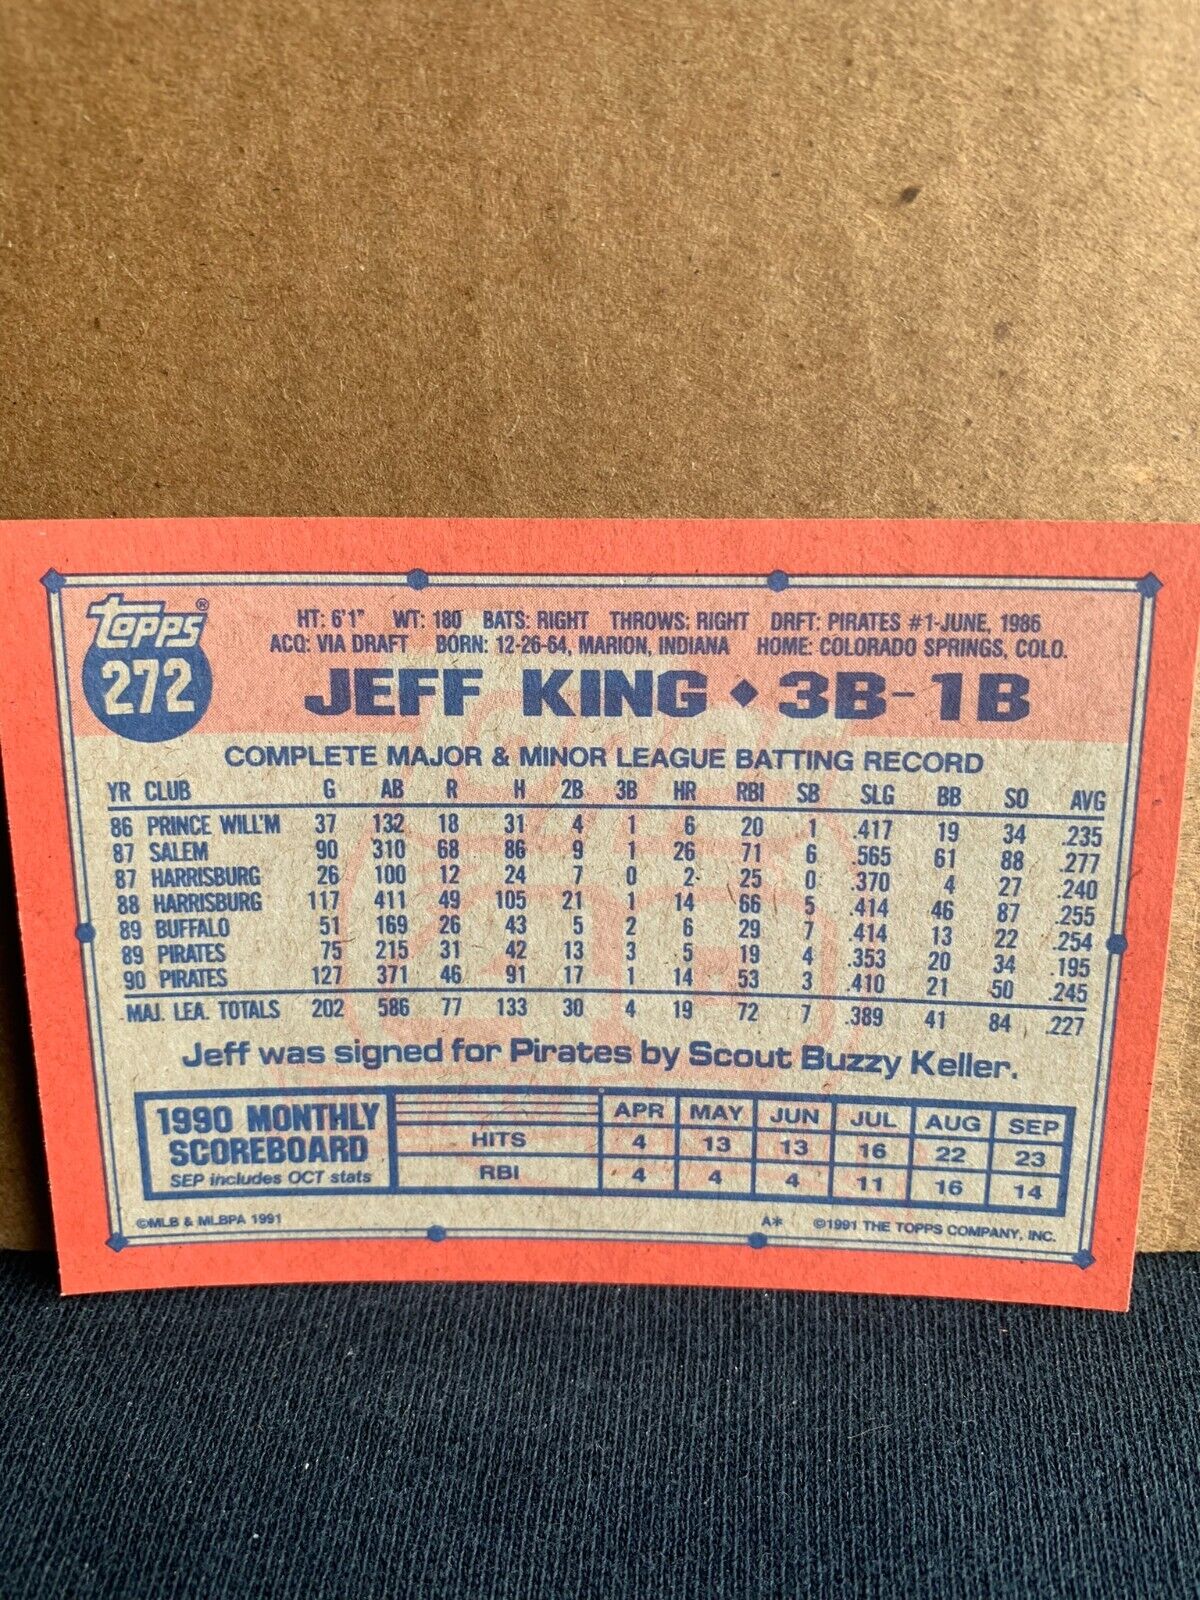 Topps®
272
HT: 6'1" WT: 180 BATS: RIGHT THROWS: RIGHT DRFT: PIRATES #1-JUNE, 1986
ACQ: VIA DRAFT BORN: 12-26-64, MARION, INDIANA HOME: COLORADO SPRINGS, COLO.
JEFF KING ♦ 3B-1B
COMPLETE MAJOR & MINOR LEAGUE BATTING RECORD
YR CLUB G AB R H 2B 3B HR RBI SB SLG BB SO AVG
86 PRINCE WILL'M 37 132 18 31 4 1 6 20 1 .417 19 34 .235
87 SALEM 90 310 68 86 9 1 26 71 6 .565 61 88 .277
87 HARRISBURG 26 100 12 24 7 0 2 25 0 .370 4 27 .240
88 HARRISBURG 117 411 49 105 21 1 14 66 5 .414 46 87 .255
89 BUFFALO 51 169 26 43 5 2 6 29 7 .414 13 22 .254
89 PIRATES 75 215 31 42 13 3 5 19 4 .353 20 34 .195
90 PIRATES 127 371 46 91 17 1 14 53 3 .410 21 50 .245
MAJ. LEA. TOTALS 202 586 77 133 30 4 19 72 7 .389 41 84 .227
Jeff was signed for Pirates by Scout Buzzy Keller.
1990 MONTHLY SCOREBOARD
SEP includes OCT stats
APR MAY JUN JUL AUG SEP
HITS 4 13 13 16 22 23
RBI 4 4 4 11 16 14
©MLB & MLBPA 1991 A* ©1991 THE TOPPS COMPANY, INC.